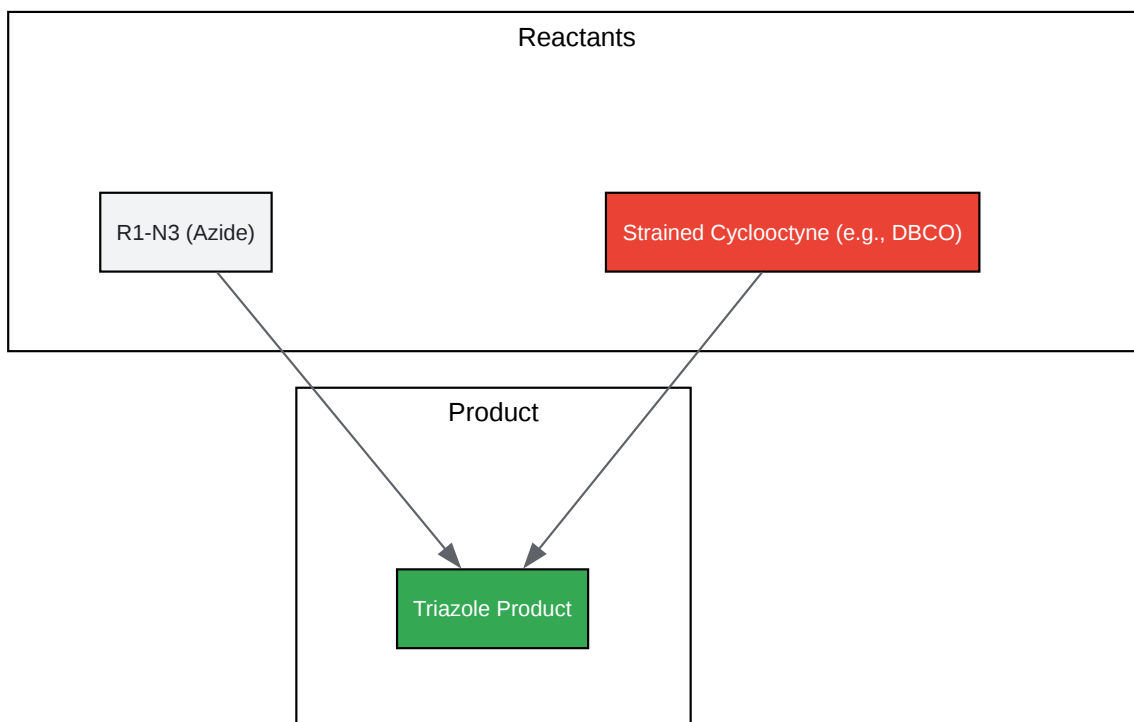 Reactants
R1-N3 (Azide)
Strained Cyclooctyne (e.g., DBCO)
Product
Triazole Product